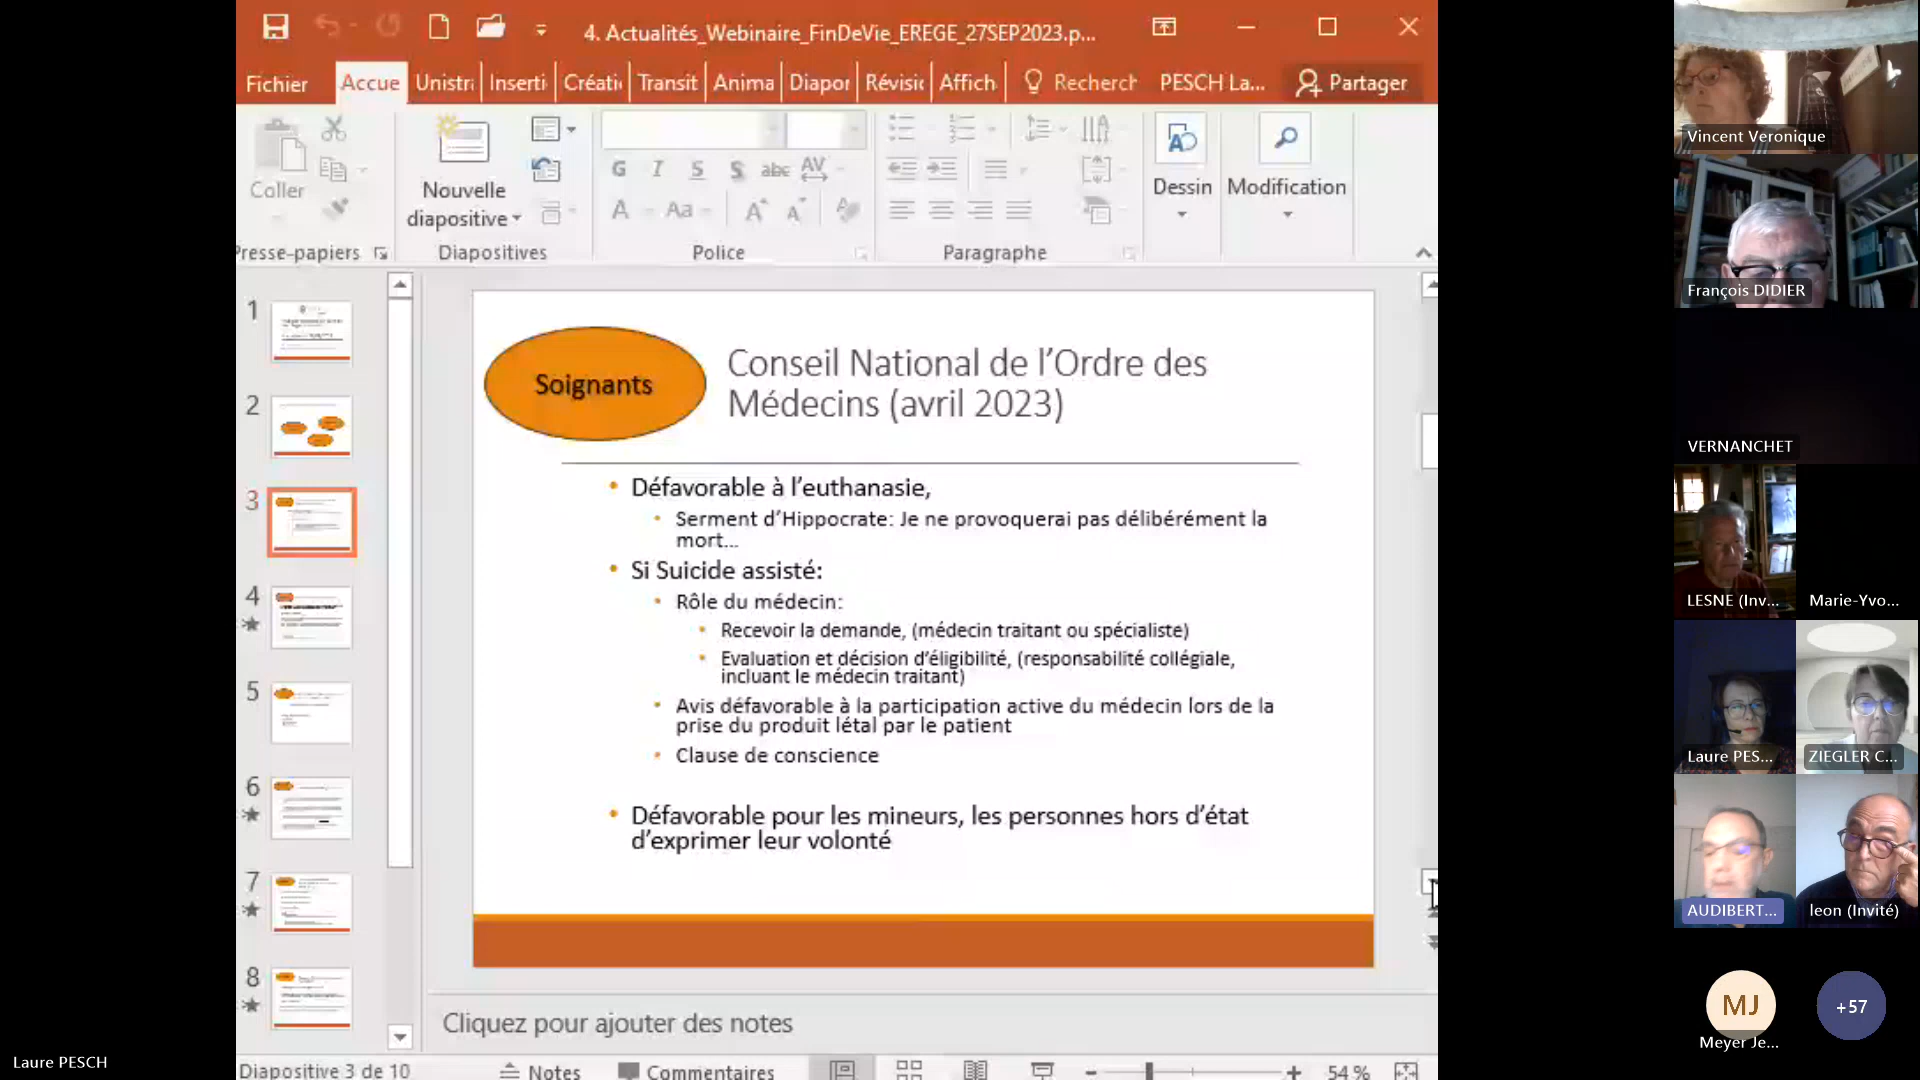 4. Actualités_Webinaire_FinDeVie_EREGE_27SEP2023.p...
Fichier
Accue
Unistr
Inserti
Créati
Transit
Anima
Diapor
Révisi
Affich
Recherch
PESCH La...
Partager
Coller
Nouvelle
diapositive
G I S S abc AV
A Aa A A
Dessin
Modification
Presse-papiers
Diapositives
Police
Paragraphe
1
2
3
4
5
6
7
8
Soignants
Conseil National de l’Ordre des
Médecins (avril 2023)
• Défavorable à l’euthanasie,
• Serment d’Hippocrate: Je ne provoquerai pas délibérément la
mort...
• Si Suicide assisté:
• Rôle du médecin:
• Recevoir la demande, (médecin traitant ou spécialiste)
• Evaluation et décision d’éligibilité, (responsabilité collégiale,
incluant le médecin traitant)
• Avis défavorable à la participation active du médecin lors de la
prise du produit létal par le patient
• Clause de conscience
• Défavorable pour les mineurs, les personnes hors d’état
d’exprimer leur volonté
Cliquez pour ajouter des notes
Diapositive 3 de 10
Notes
Commentaires
54 %
Laure PESCH
Vincent Veronique
François DIDIER
VERNANCHET
LESNE (Inv...
Marie-Yvo...
Laure PES...
ZIEGLER C...
AUDIBERT...
leon (Invité)
MJ
+57
Meyer Je...